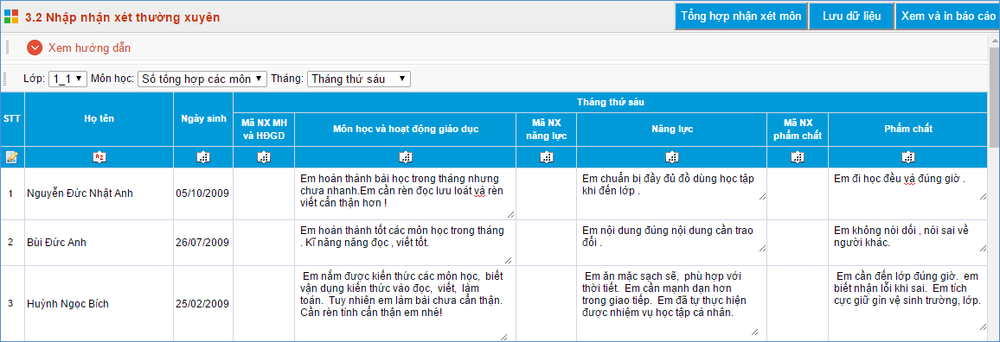 3.2 Nhập nhận xét thường xuyên
Tổng hợp nhận xét môn
Lưu dữ liệu
Xem và in báo cáo
Xem hướng dẫn
Lớp: 1_1 Môn học: Sổ tổng hợp các môn Tháng: Tháng thứ sáu
STT
Họ tên
Ngày sinh
Tháng thứ sáu
Mã NX MH
và HĐGD
Môn học và hoạt động giáo dục
Mã NX
năng lực
Năng lực
Mã NX
phẩm chất
Phẩm chất
1
Nguyễn Đức Nhật Anh
05/10/2009
Em hoàn thành bài học trong tháng nhưng
chưa nhanh.Em cần rèn đọc lưu loát và rèn
viết cẩn thận hơn !
Em chuẩn bị đầy đủ đồ dùng học tập
khi đến lớp .
Em đi học đều và đúng giờ .
2
Bùi Đức Anh
26/07/2009
Em hoàn thành tốt các môn học trong tháng
. Kĩ năng năng đọc , viết tốt.
Em nội dung đúng nội dung cần trao
đổi .
Em không nói dối , nói sai về
người khác.
3
Huỳnh Ngọc Bích
25/02/2009
Em nắm được kiến thức các môn học, biết
vận dụng kiến thức vào đọc, viết, làm
toán. Tuy nhiên em làm bài chưa cẩn thận.
Cần rèn tính cẩn thận em nhé!
Em ăn mặc sạch sẽ, phù hợp với
thời tiết. Em cần mạnh dạn hơn
trong giao tiếp. Em đã tự thực hiện
được nhiệm vụ học tập cá nhân.
Em cần đến lớp đúng giờ. em
biết nhận lỗi khi sai. Em tích
cực giữ gìn vệ sinh trường, lớp.